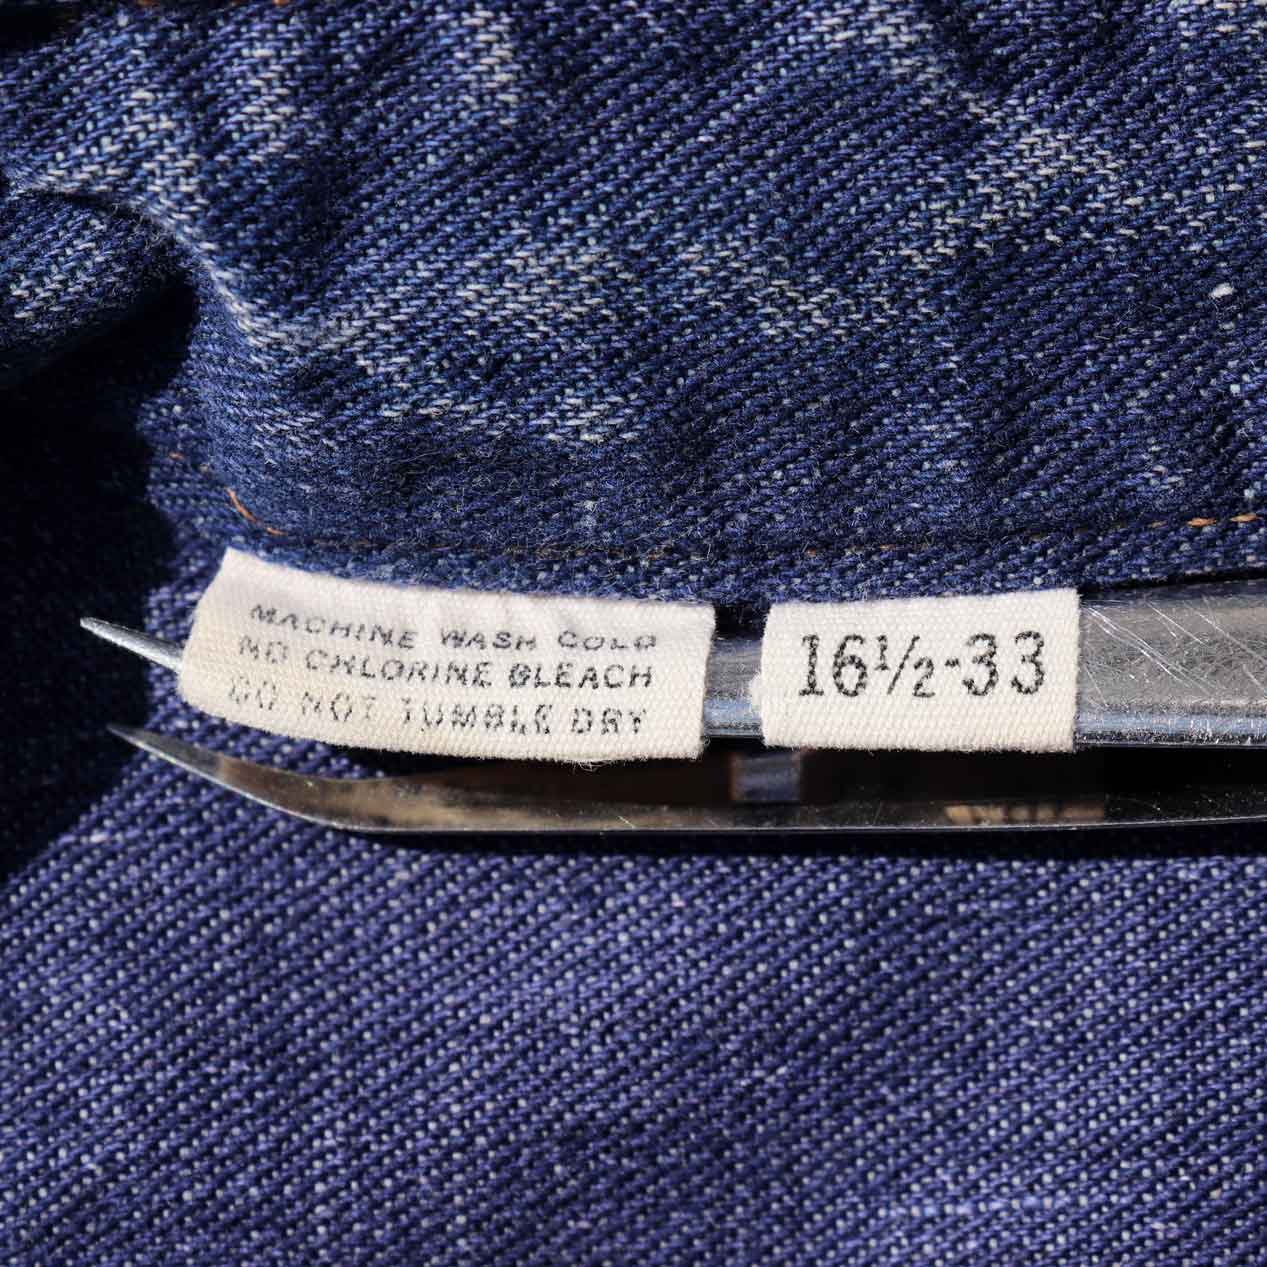 MACHINE WASH COLD
NO CHLORINE BLEACH
DO NOT TUMBLE DRY
16½-33